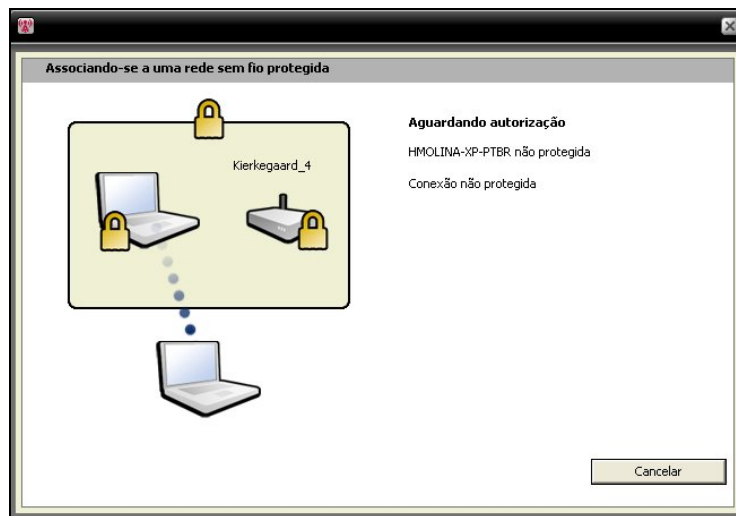 Associando-se a uma rede sem fio protegida
Kierkegaard_4
Aguardando autorização
HMOLINA-XP-PTBR não protegida
Conexão não protegida
Cancelar